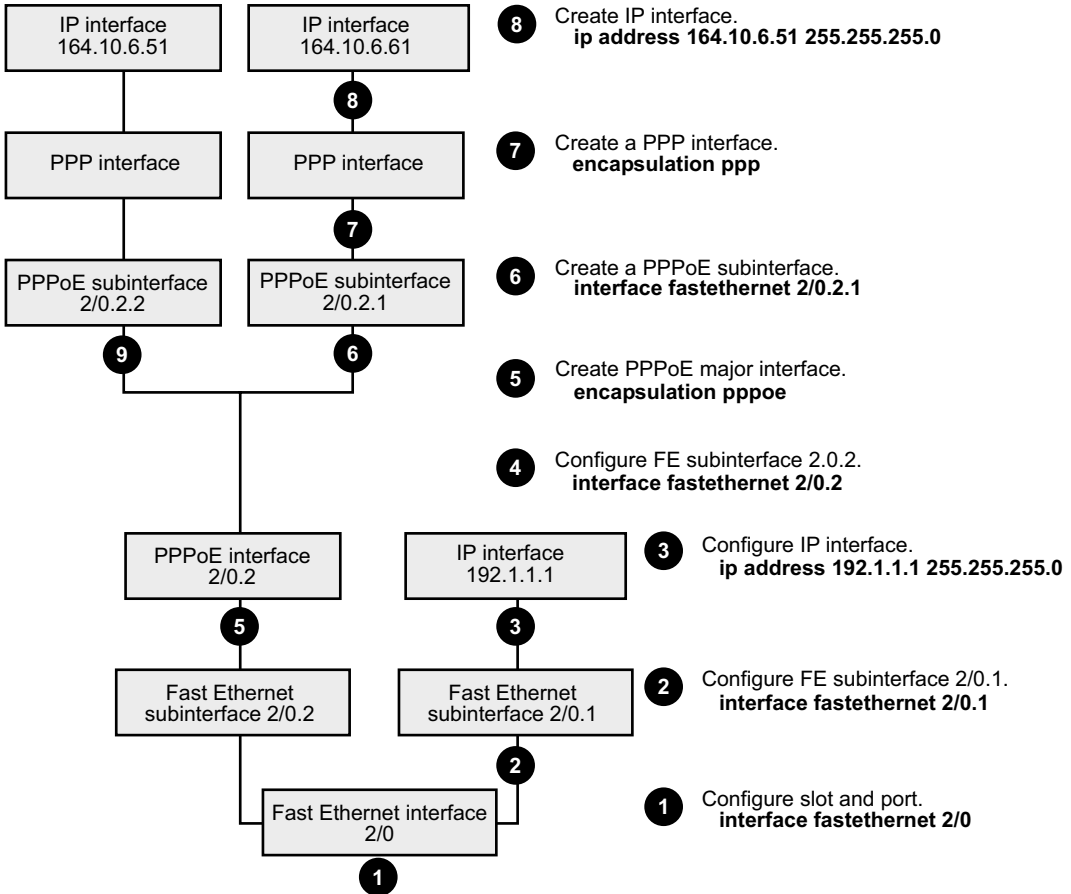 IP interface
164.10.6.51
IP interface
164.10.6.61
8
Create IP interface.
ip address 164.10.6.51 255.255.255.0
8
PPP interface
PPP interface
7
Create a PPP interface.
encapsulation ppp
7
PPPoE subinterface
2/0.2.2
PPPoE subinterface
2/0.2.1
6
Create a PPPoE subinterface.
interface fastethernet 2/0.2.1
9
6
5
Create PPPoE major interface.
encapsulation pppoe
4
Configure FE subinterface 2.0.2.
interface fastethernet 2/0.2
PPPoE interface
2/0.2
IP interface
192.1.1.1
3
Configure IP interface.
ip address 192.1.1.1 255.255.255.0
5
3
Fast Ethernet
subinterface 2/0.2
Fast Ethernet
subinterface 2/0.1
2
Configure FE subinterface 2/0.1.
interface fastethernet 2/0.1
2
Fast Ethernet interface
2/0
1
Configure slot and port.
interface fastethernet 2/0
1